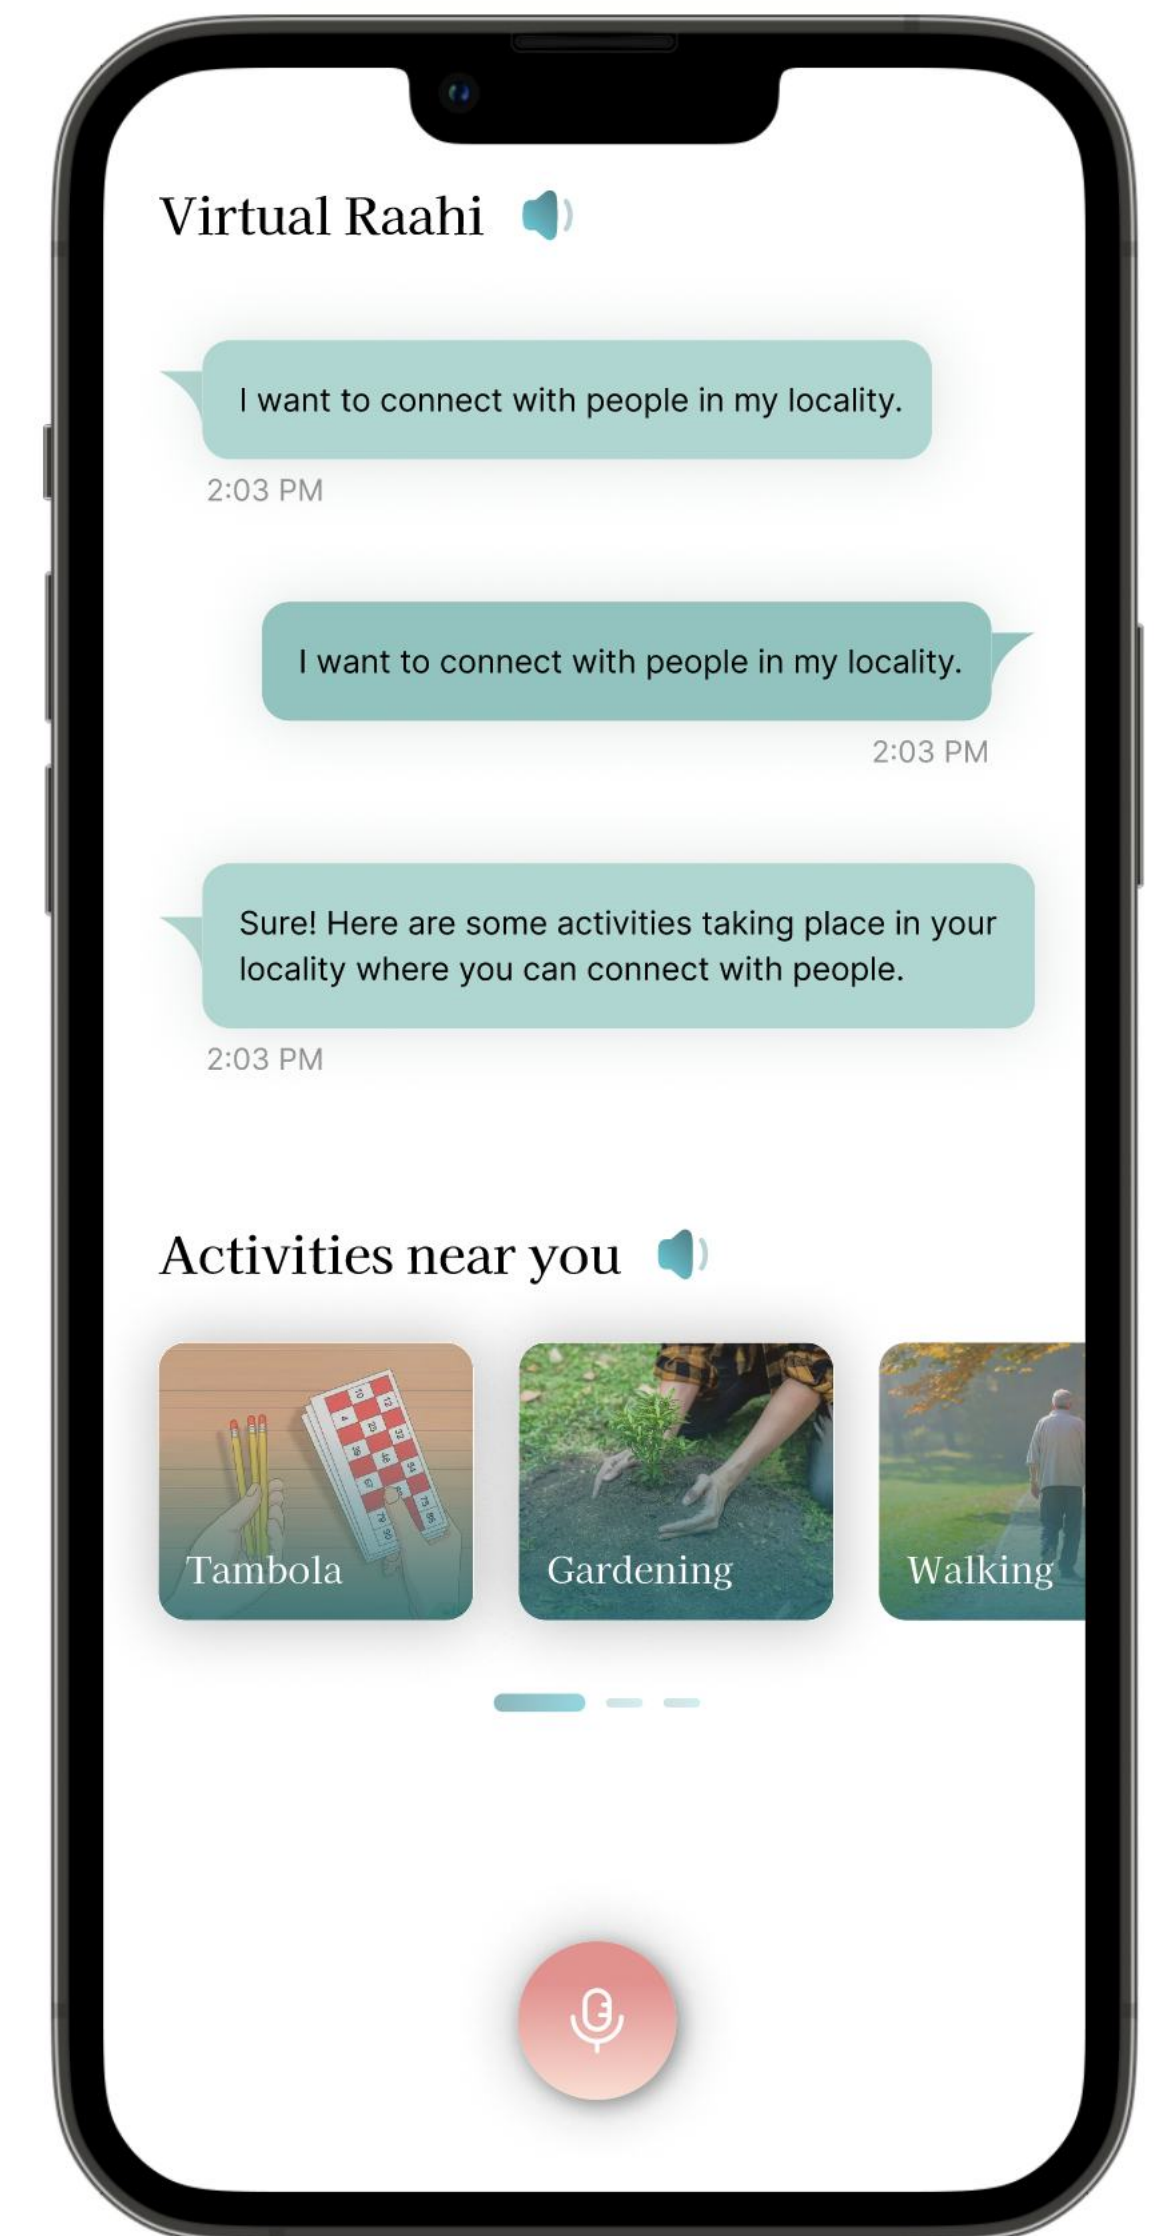 Virtual Raahi
I want to connect with people in my locality.
2:03 PM
I want to connect with people in my locality.
2:03 PM
Sure! Here are some activities taking place in your
locality where you can connect with people.
2:03 PM
Activities near you
Tambola
Gardening
Walking